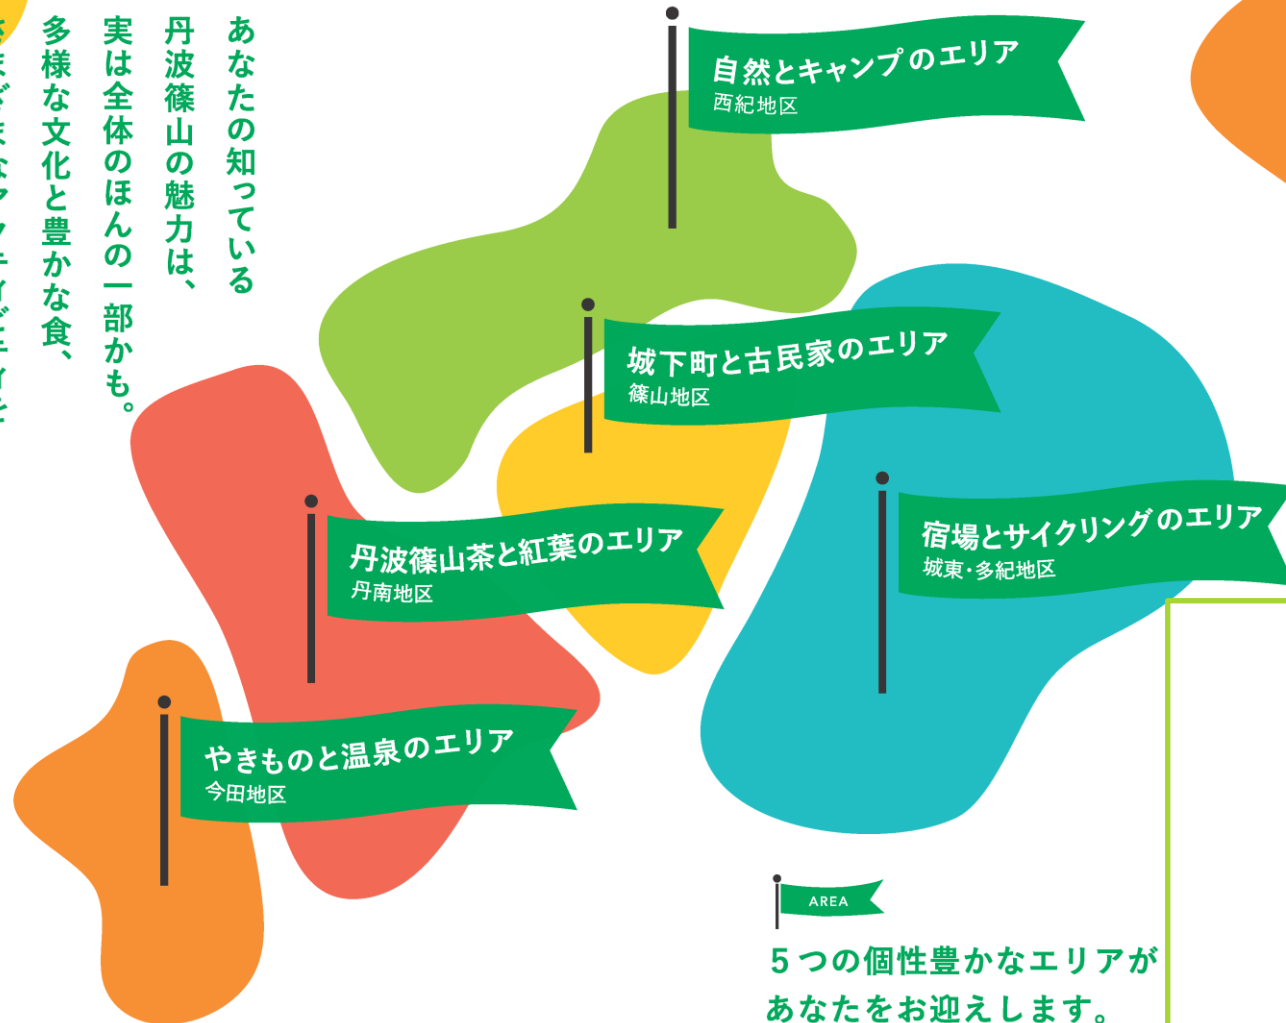 あなたの知っている
丹波篠山の魅力は、
実は全体のほんの一部かも。
多様な文化と豊かな食、
自然とキャンプのエリア
西紀地区
城下町と古民家のエリア
篠山地区
宿場とサイクリングのエリア
城東・多紀地区
丹波篠山茶と紅葉のエリア
丹南地区
やきものと温泉のエリア
今田地区
AREA
5つの個性豊かなエリアが
あなたをお迎えします。